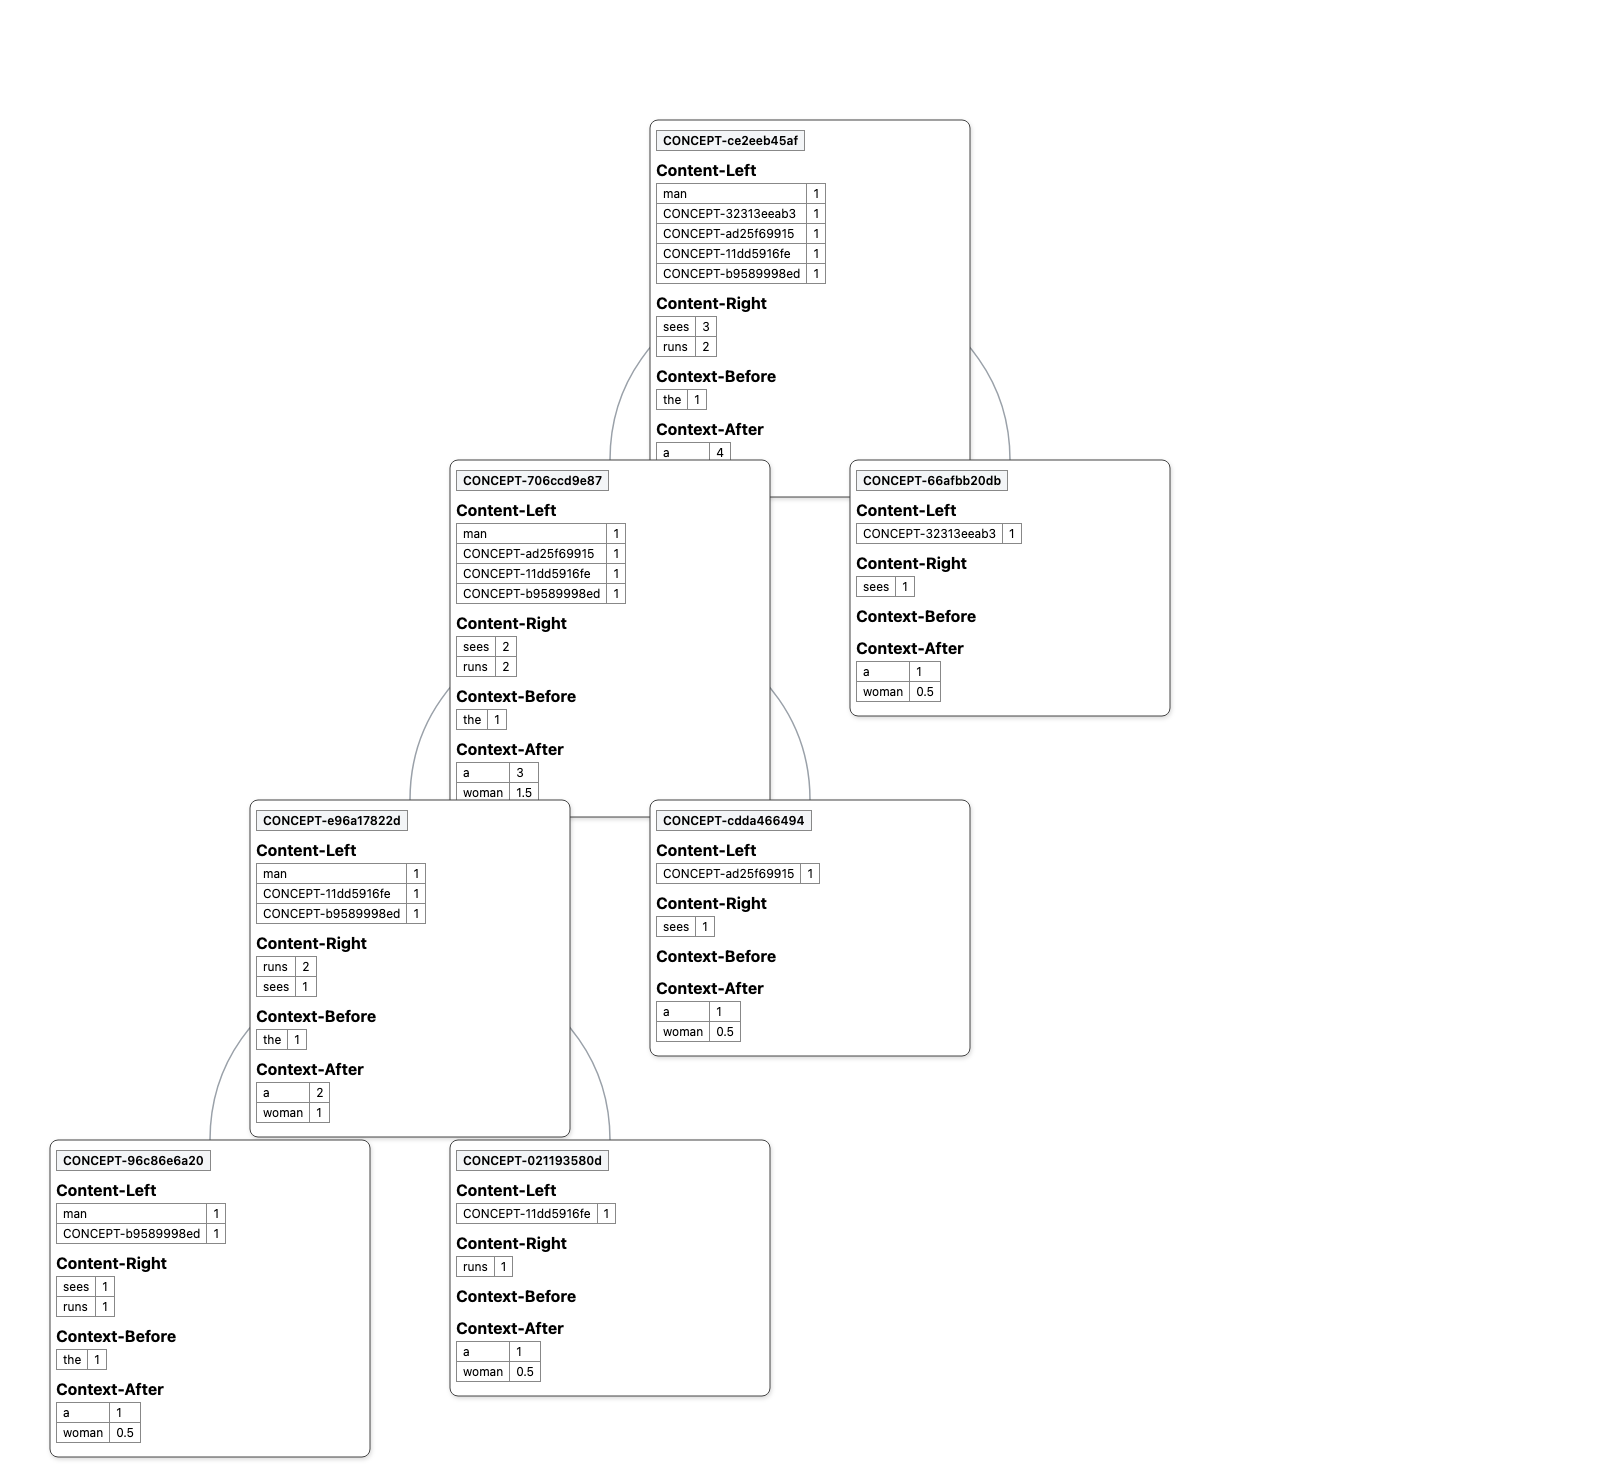 CONCEPT-ce2eeb45af
Content-Left
man 1
CONCEPT-32313eeab3 1
CONCEPT-ad25f69915 1
CONCEPT-11dd5916fe 1
CONCEPT-b9589998ed 1
Content-Right
sees 3
runs 2
Context-Before
the 1
Context-After
a 4
CONCEPT-706ccd9e87
Content-Left
man 1
CONCEPT-ad25f69915 1
CONCEPT-11dd5916fe 1
CONCEPT-b9589998ed 1
Content-Right
sees 2
runs 2
Context-Before
the 1
Context-After
a 3
woman 1.5
CONCEPT-66afbb20db
Content-Left
CONCEPT-32313eeab3 1
Content-Right
sees 1
Context-Before
Context-After
a 1
woman 0.5
CONCEPT-e96a17822d
Content-Left
man 1
CONCEPT-11dd5916fe 1
CONCEPT-b9589998ed 1
Content-Right
runs 2
sees 1
Context-Before
the 1
Context-After
a 2
woman 1
CONCEPT-cdda466494
Content-Left
CONCEPT-ad25f69915 1
Content-Right
sees 1
Context-Before
Context-After
a 1
woman 0.5
CONCEPT-96c86e6a20
Content-Left
man 1
CONCEPT-b9589998ed 1
Content-Right
sees 1
runs 1
Context-Before
the 1
Context-After
a 1
woman 0.5
CONCEPT-021193580d
Content-Left
CONCEPT-11dd5916fe 1
Content-Right
runs 1
Context-Before
Context-After
a 1
woman 0.5